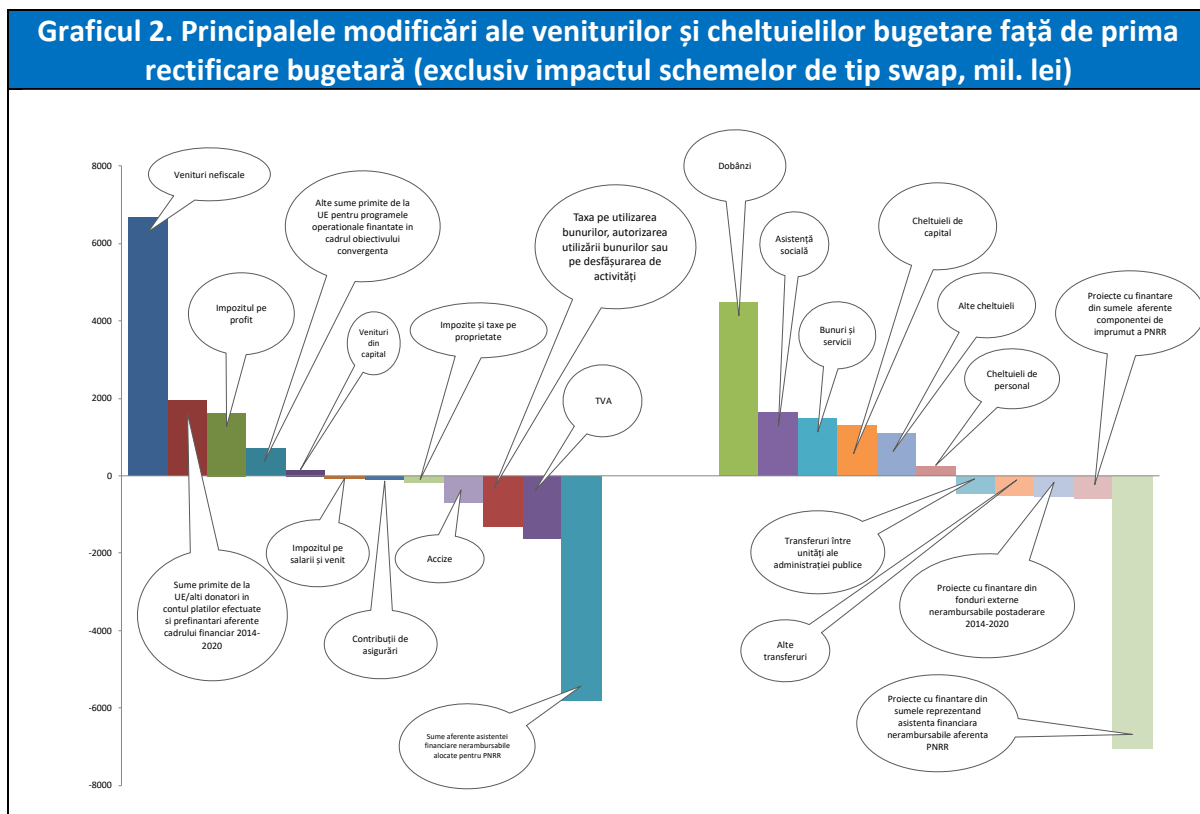 Graficul 2. Principalele modificări ale veniturilor și cheltuielilor bugetare față de prima
rectificare bugetară (exclusiv impactul schemelor de tip swap, mil. lei)
8000
6000
4000
2000
0
-2000
-4000
-6000
-8000
Venituri nefiscale
Alte sume primite de la
UE pentru programele
operationale finantate in
cadrul obiectivului
convergenta
Impozitul pe
profit
Venituri
din
capital
Impozite și taxe pe
proprietate
Taxa pe utilizarea
bunurilor, autorizarea
utilizării bunurilor sau
pe desfășurarea de
activități
TVA
Sume primite de la
UE/alti donatori in
contul platilor efectuate
si prefinantari aferente
cadrului financiar 2014-
2020
Impozitul pe
salarii și venit
Contribuții de
asigurări
Accize
Sume aferente asistentei
financiare nerambursabile
alocate pentru PNRR
Dobânzi
Asistență
socială
Bunuri și
servicii
Cheltuieli de
capital
Alte cheltuieli
Cheltuieli de
personal
Proiecte cu finantare
din sumele aferente
componentei de
imprumut a PNRR
Transferuri între
unități ale
administrației publice
Alte
transferuri
Proiecte cu finantare din
fonduri externe
nerambursabile postaderare
2014-2020
Proiecte cu finantare din
sumele reprezentand
asistenta financiara
nerambursabile aferenta
PNRR